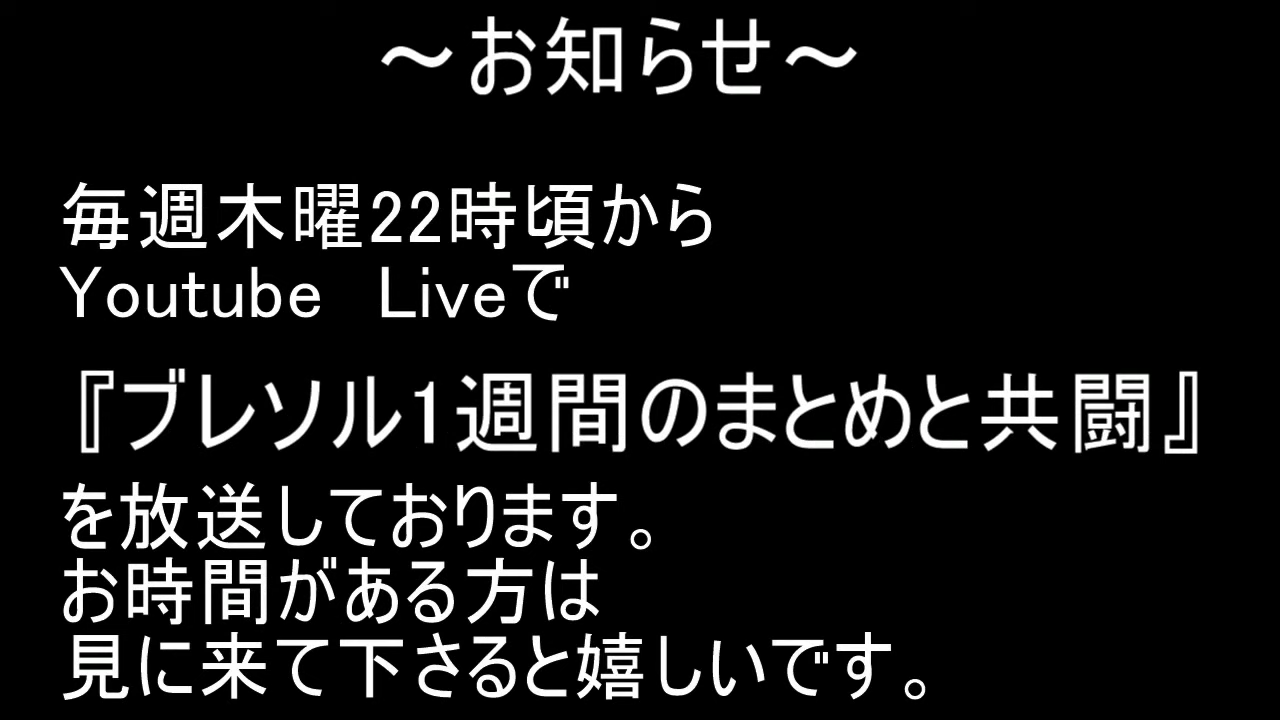 ～お知らせ～
毎週木曜22時頃から
Youtube　Liveで
『ブレソル1週間のまとめと共闘』
を放送しております。
お時間がある方は
見に来て下さると嬉しいです。